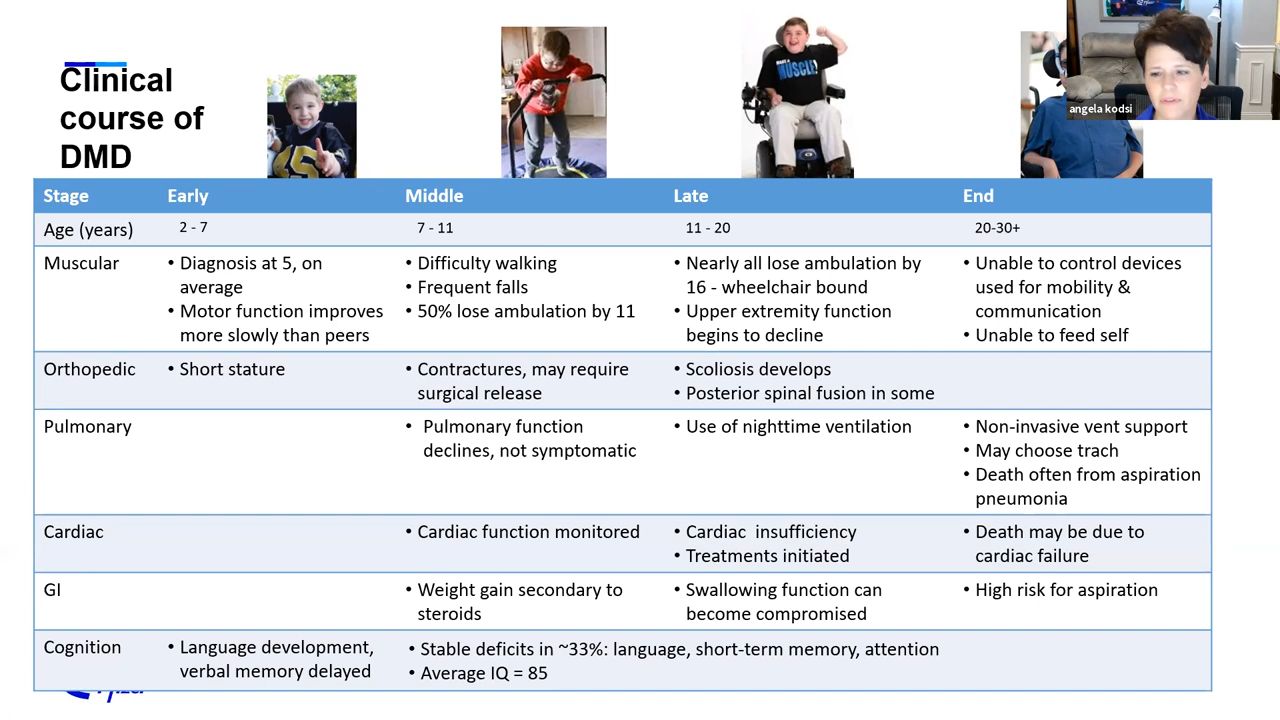 angela kodsi
Clinical
course of
DMD
MUSCLE!
Stage Early Middle Late End
Age (years) 2 - 7 7 - 11 11 - 20 20-30+
Muscular
• Diagnosis at 5, on
average
• Motor function improves
more slowly than peers
• Difficulty walking
• Frequent falls
• 50% lose ambulation by 11
• Nearly all lose ambulation by
16 - wheelchair bound
• Upper extremity function
begins to decline
• Unable to control devices
used for mobility &
communication
• Unable to feed self
Orthopedic
• Short stature
• Contractures, may require
surgical release
• Scoliosis develops
• Posterior spinal fusion in some
Pulmonary
• Pulmonary function
declines, not symptomatic
• Use of nighttime ventilation
• Non-invasive vent support
• May choose trach
• Death often from aspiration
pneumonia
Cardiac
• Cardiac function monitored
• Cardiac insufficiency
• Treatments initiated
• Death may be due to
cardiac failure
GI
• Weight gain secondary to
steroids
• Swallowing function can
become compromised
• High risk for aspiration
Cognition
• Language development,
verbal memory delayed
• Stable deficits in ~33%: language, short-term memory, attention
• Average IQ = 85